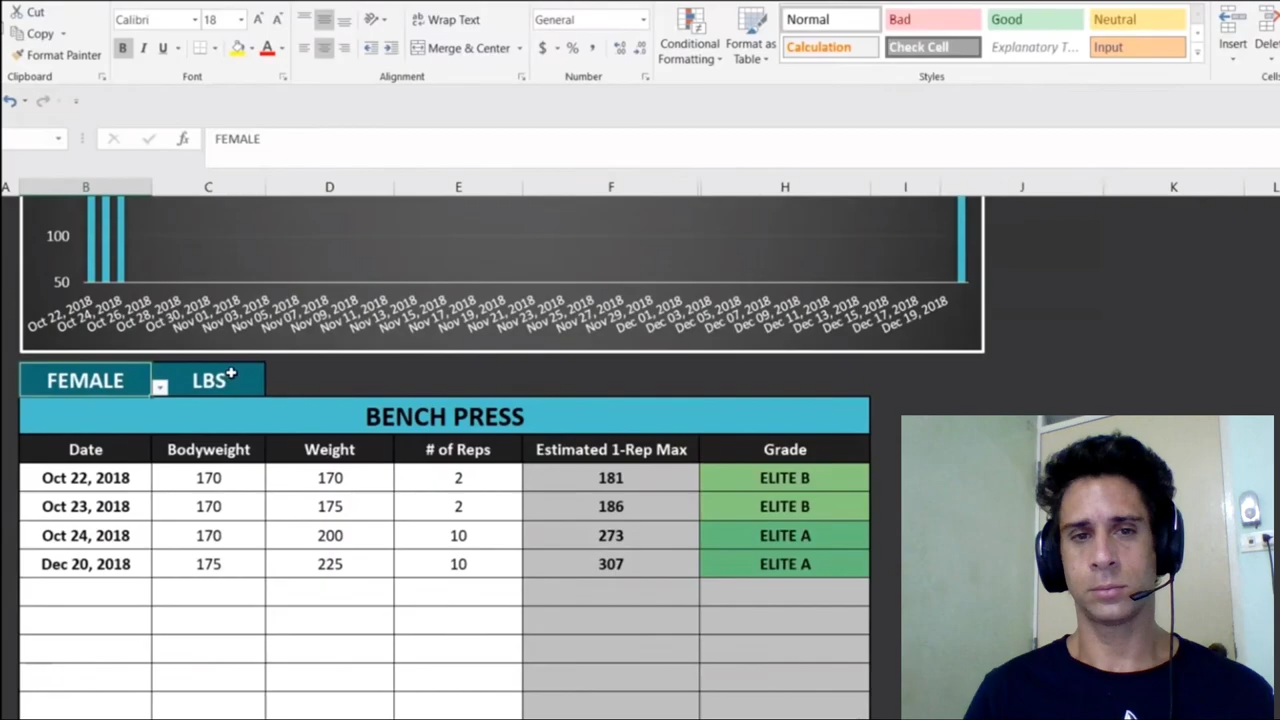 Cut
Calibri 18 A A Wrap Text General
Normal Bad Good Neutral
Copy
B I U A Merge & Center $ % , Conditional Formatting Format as Table
Calculation Check Cell Explanatory T... Input Insert Dele
Format Painter
Clipboard Font Alignment Number Styles Cells
fx FEMALE
A B C D E F H I J K L
100
50
Oct 22, 2018 Oct 24, 2018 Oct 26, 2018 Oct 28, 2018 Oct 30, 2018 Nov 01, 2018 Nov 03, 2018 Nov 05, 2018 Nov 07, 2018 Nov 09, 2018 Nov 11, 2018 Nov 13, 2018 Nov 15, 2018 Nov 17, 2018 Nov 19, 2018 Nov 21, 2018 Nov 23, 2018 Nov 25, 2018 Nov 27, 2018 Nov 29, 2018 Dec 01, 2018 Dec 03, 2018 Dec 05, 2018 Dec 07, 2018 Dec 09, 2018 Dec 11, 2018 Dec 13, 2018 Dec 15, 2018 Dec 17, 2018 Dec 19, 2018
FEMALE LBS
BENCH PRESS
Date Bodyweight Weight # of Reps Estimated 1-Rep Max Grade
Oct 22, 2018 170 170 2 181 ELITE B
Oct 23, 2018 170 175 2 186 ELITE B
Oct 24, 2018 170 200 10 273 ELITE A
Dec 20, 2018 175 225 10 307 ELITE A